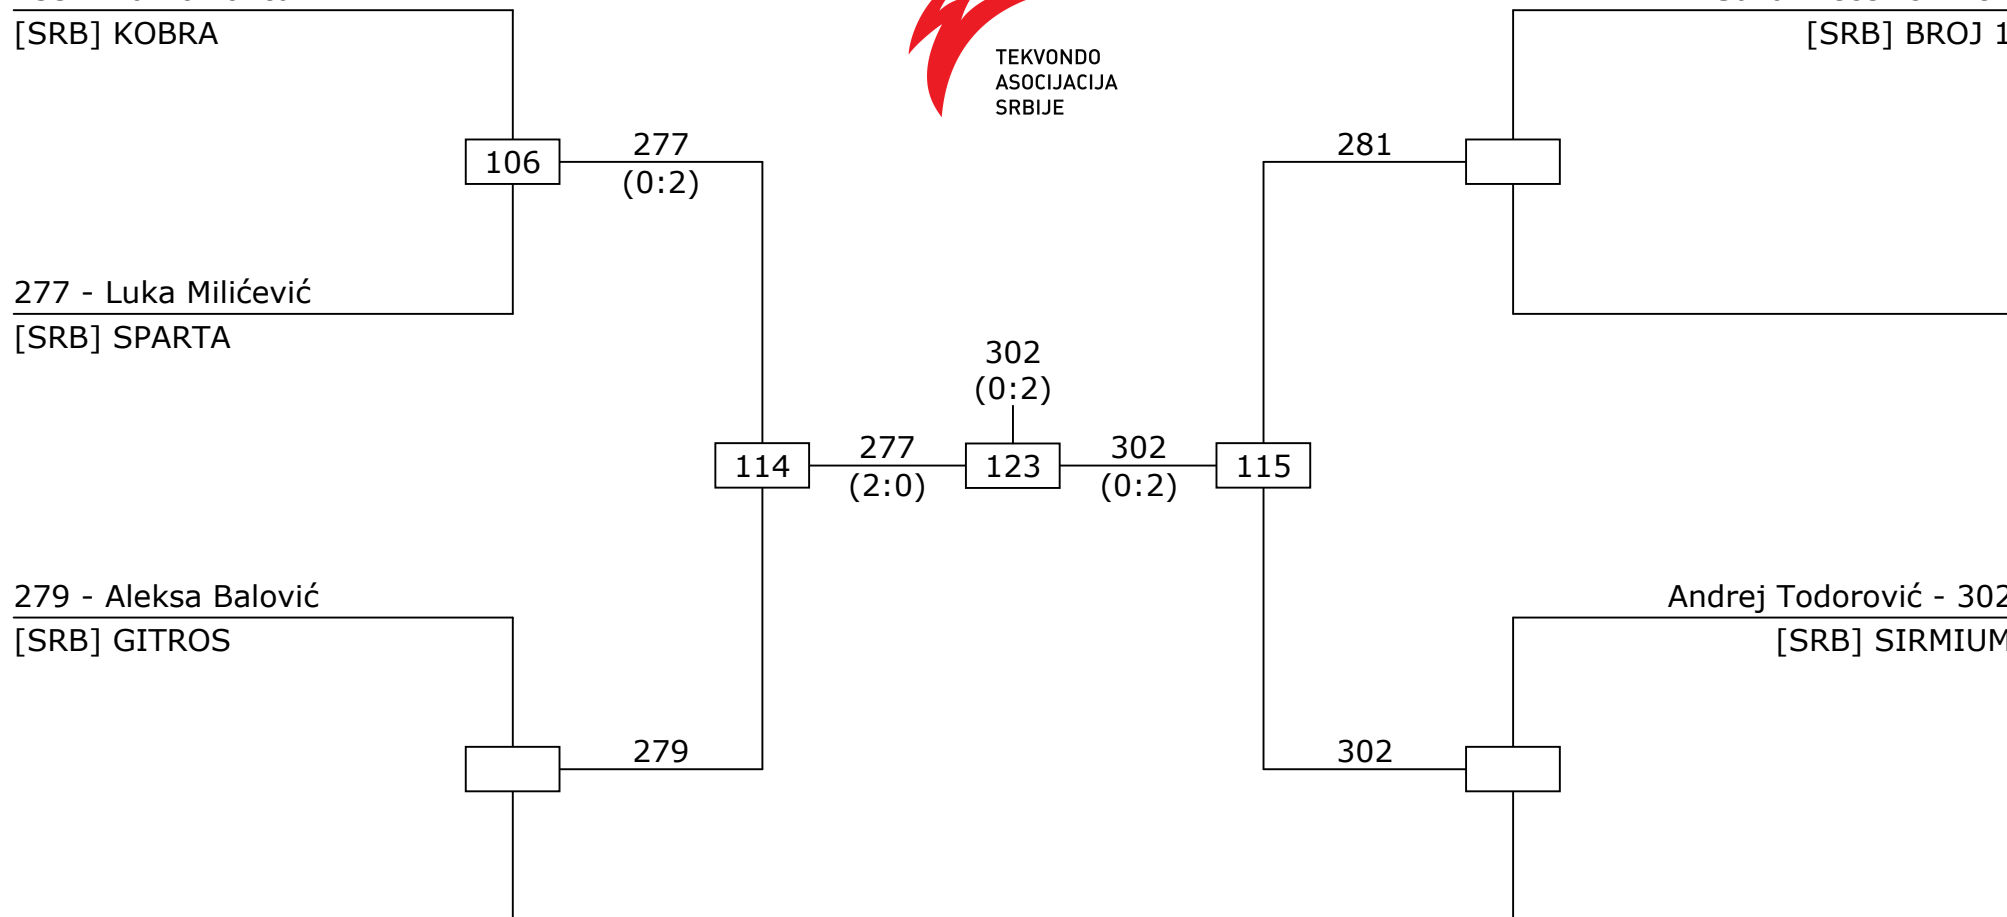 [SRB] KOBRA
[SRB] BROJ 1
TEKVONDO
ASOCIJACIJA
SRBIJE
277
281
106
(0:2)
277 - Luka Milićević
[SRB] SPARTA
302
(0:2)
277
302
114
123
115
(2:0)
(0:2)
279 - Aleksa Balović
Andrej Todorović - 302
[SRB] GITROS
[SRB] SIRMIUM
279
302